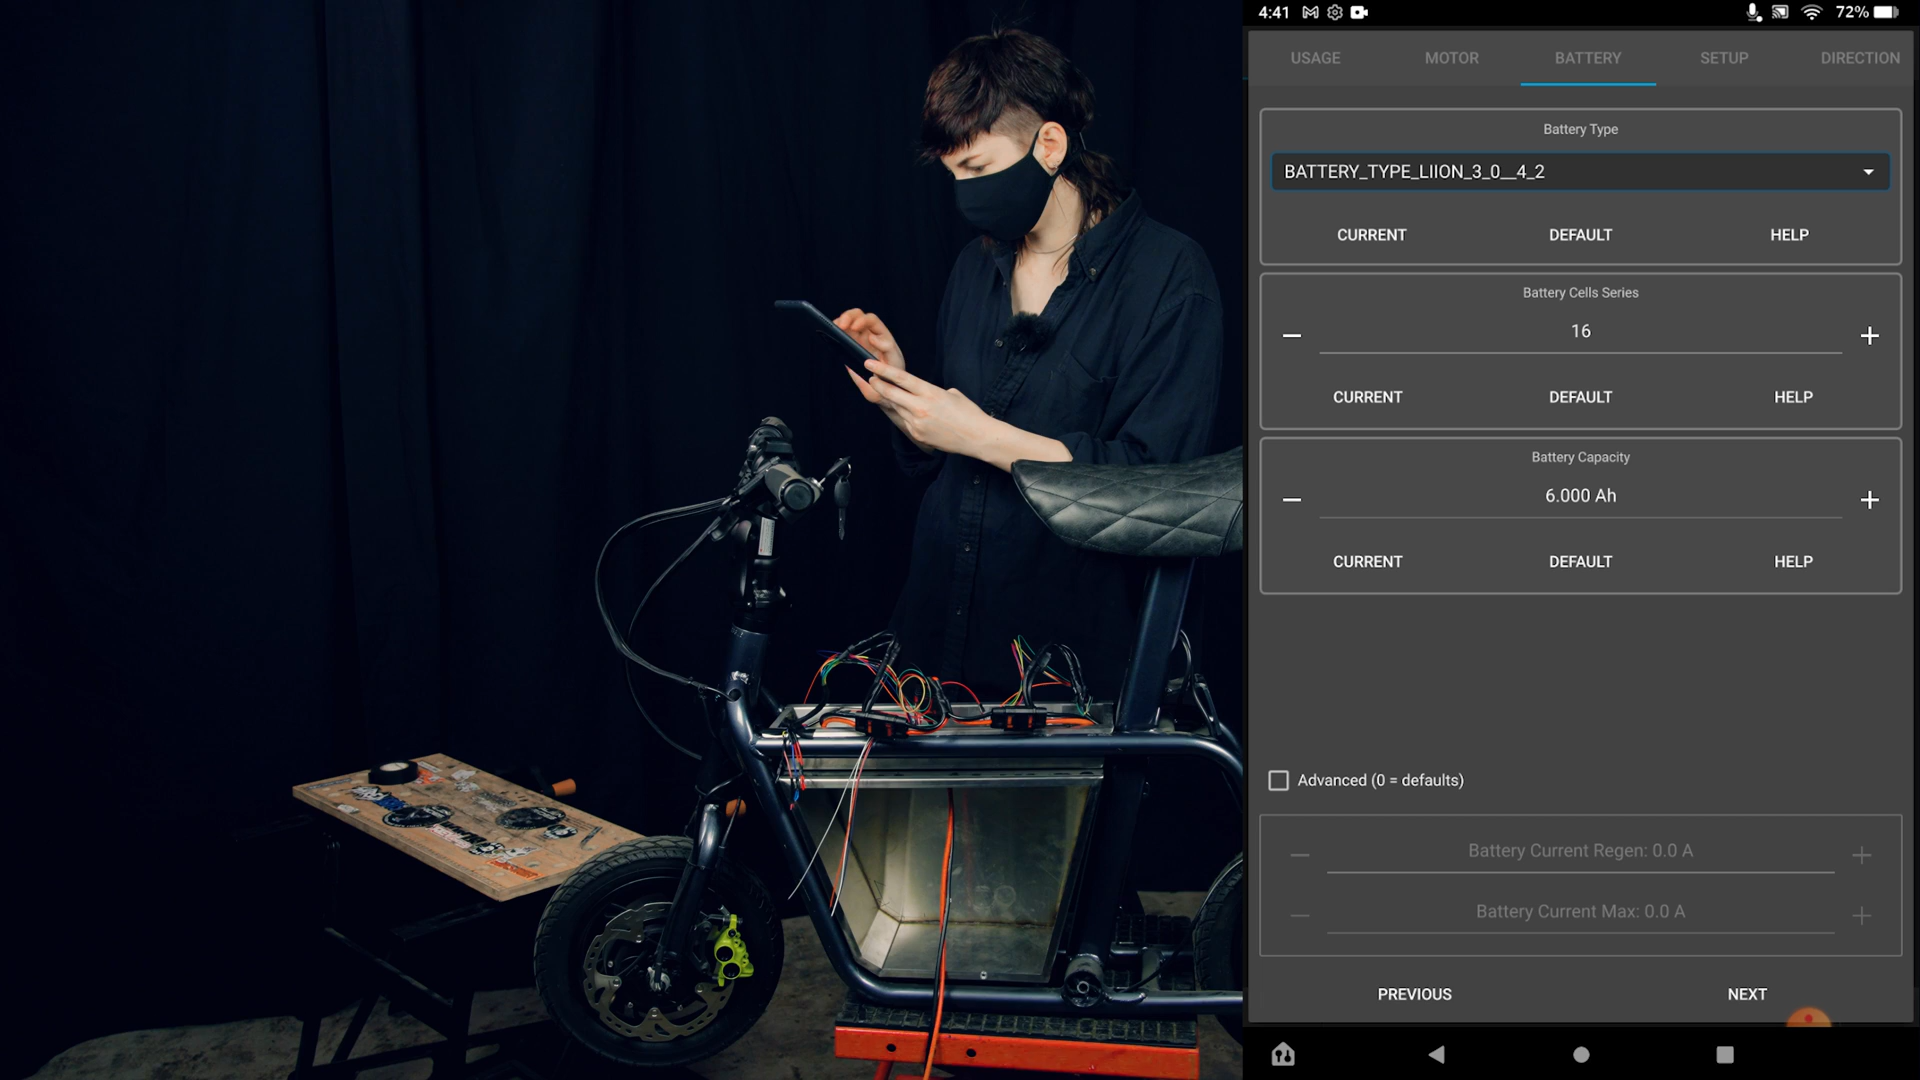 4:41
72%
USAGE MOTOR BATTERY SETUP DIRECTION
Battery Type
BATTERY_TYPE_LIION_3_0__4_2
CURRENT DEFAULT HELP
Battery Cells Series
16
CURRENT DEFAULT HELP
Battery Capacity
6.000 Ah
CURRENT DEFAULT HELP
Advanced (0 = defaults)
Battery Current Regen: 0.0 A
Battery Current Max: 0.0 A
PREVIOUS NEXT